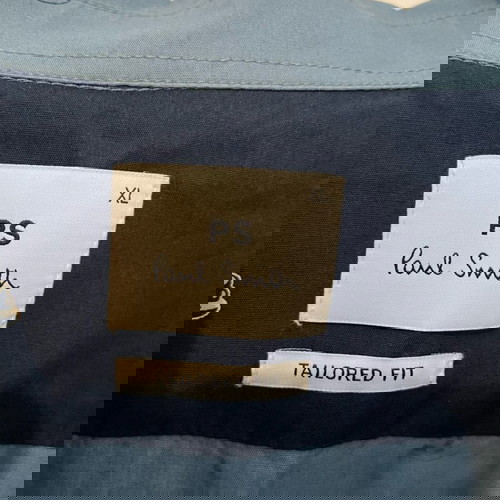 XL
PS
Paul Smith
TAILORED FIT